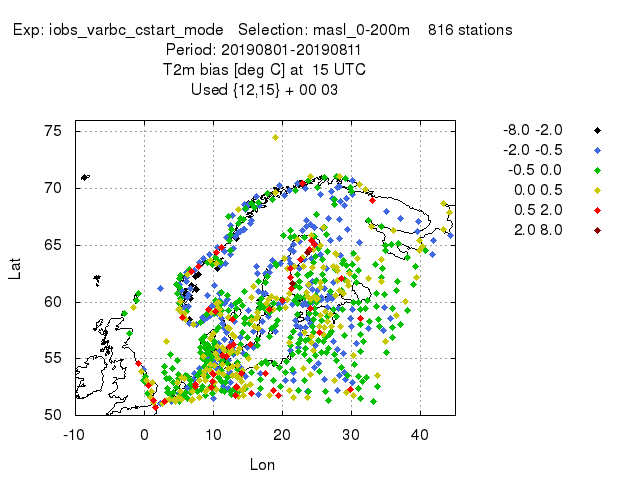 Exp: iobs_varbc_cstart_mode Selection: masl_0-200m 816 stations
Period: 20190801-20190811
T2m bias [deg C] at 15 UTC
Used {12,15} + 00 03
-8.0 -2.0
-2.0 -0.5
-0.5 0.0
0.0 0.5
0.5 2.0
2.0 8.0
75
70
65
60
55
50
Lat
-10 0 10 20 30 40
Lon